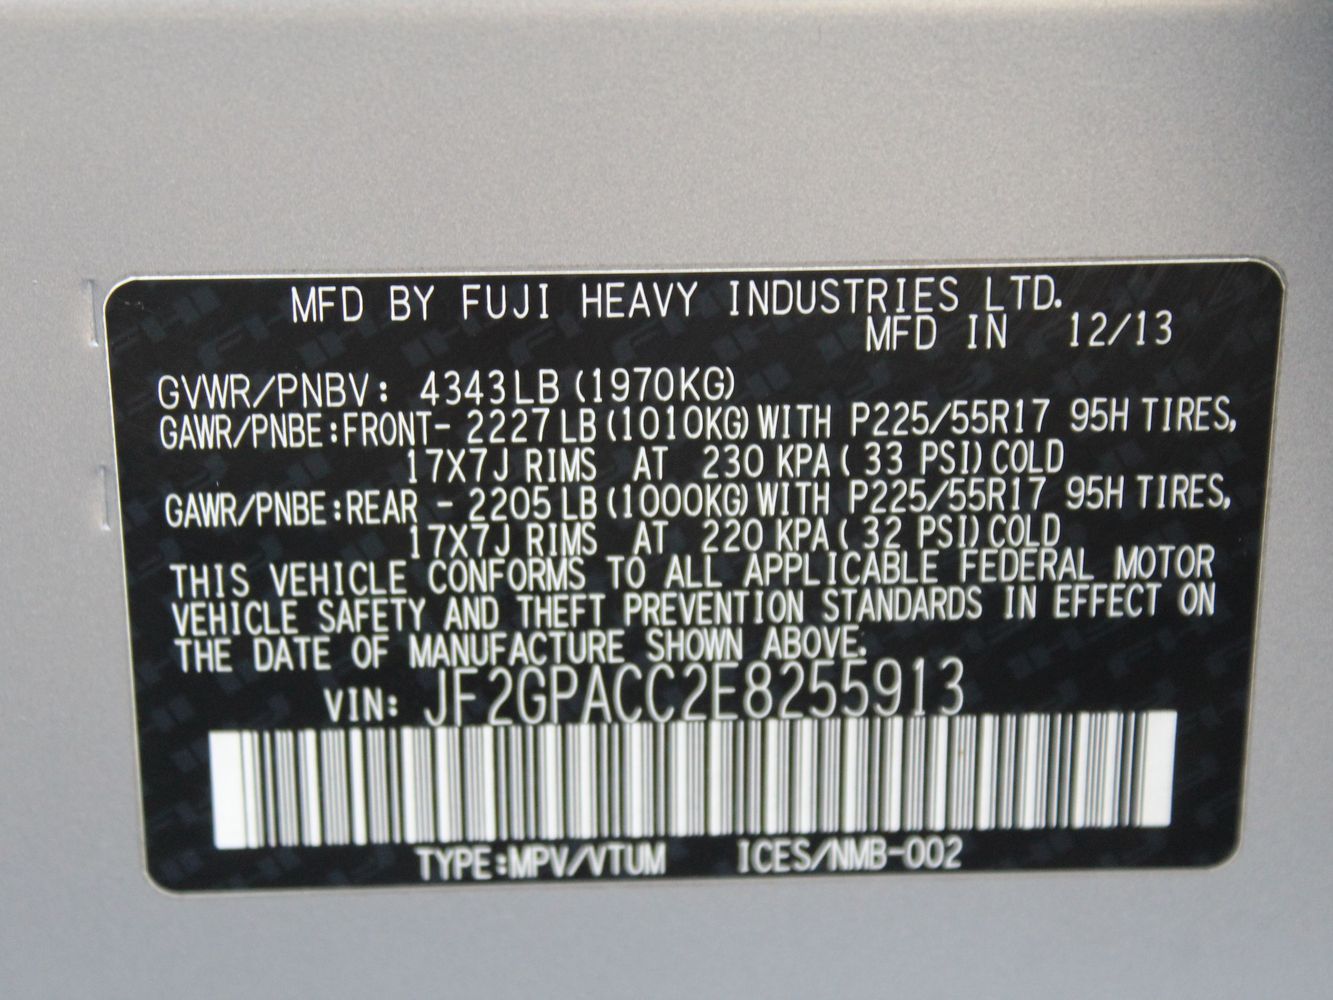 MFD BY FUJI HEAVY INDUSTRIES LTD.
MFD IN 12/13
GVWR/PNBV: 4343LB (1970KG)
GAWR/PNBE:FRONT- 2227 LB (1010KG) WITH P225/55R17 95H TIRES,
17X7J RIMS AT 230 KPA ( 33 PSI) COLD
GAWR/PNBE:REAR - 2205 LB (1000KG) WITH P225/55R17 95H TIRES,
17X7J RIMS AT 220 KPA ( 32 PSI) COLD
THIS VEHICLE CONFORMS TO ALL APPLICABLE FEDERAL MOTOR
VEHICLE SAFETY AND THEFT PREVENTION STANDARDS IN EFFECT ON
THE DATE OF MANUFACTURE SHOWN ABOVE.
VIN: JF2GPACC2E8255913
TYPE:MPV/VTUM ICES/NMB-002